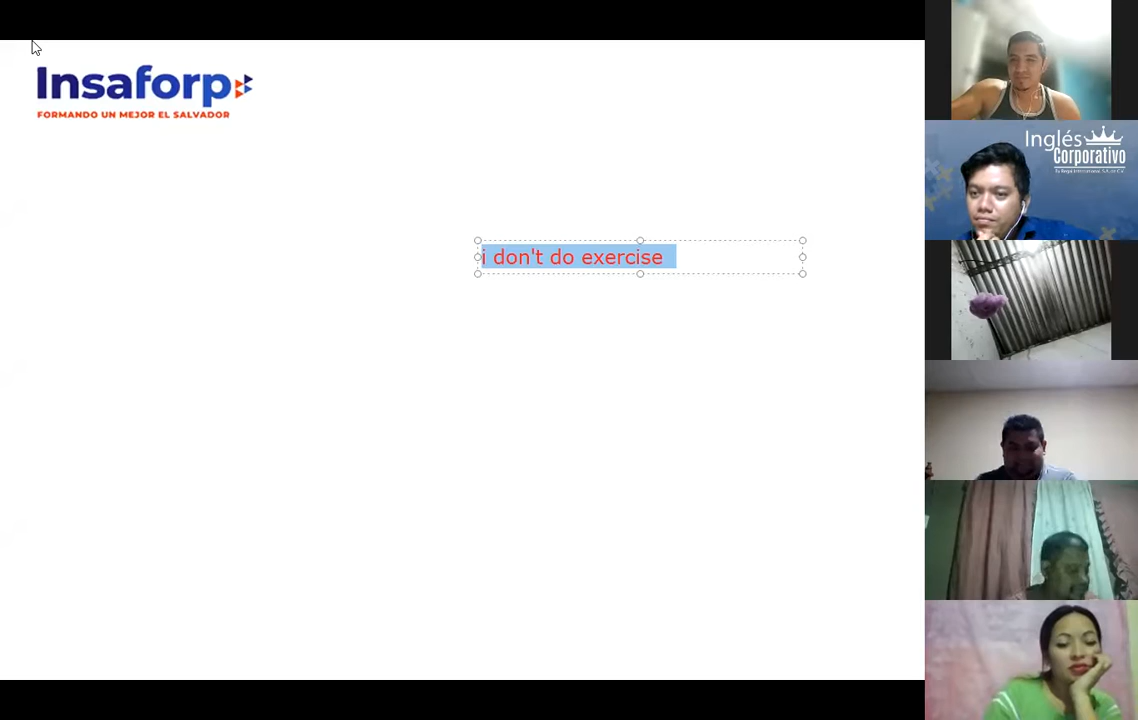 Insaforp
FORMANDO UN MEJOR EL SALVADOR
i don't do exercise
Inglés
Corporativo